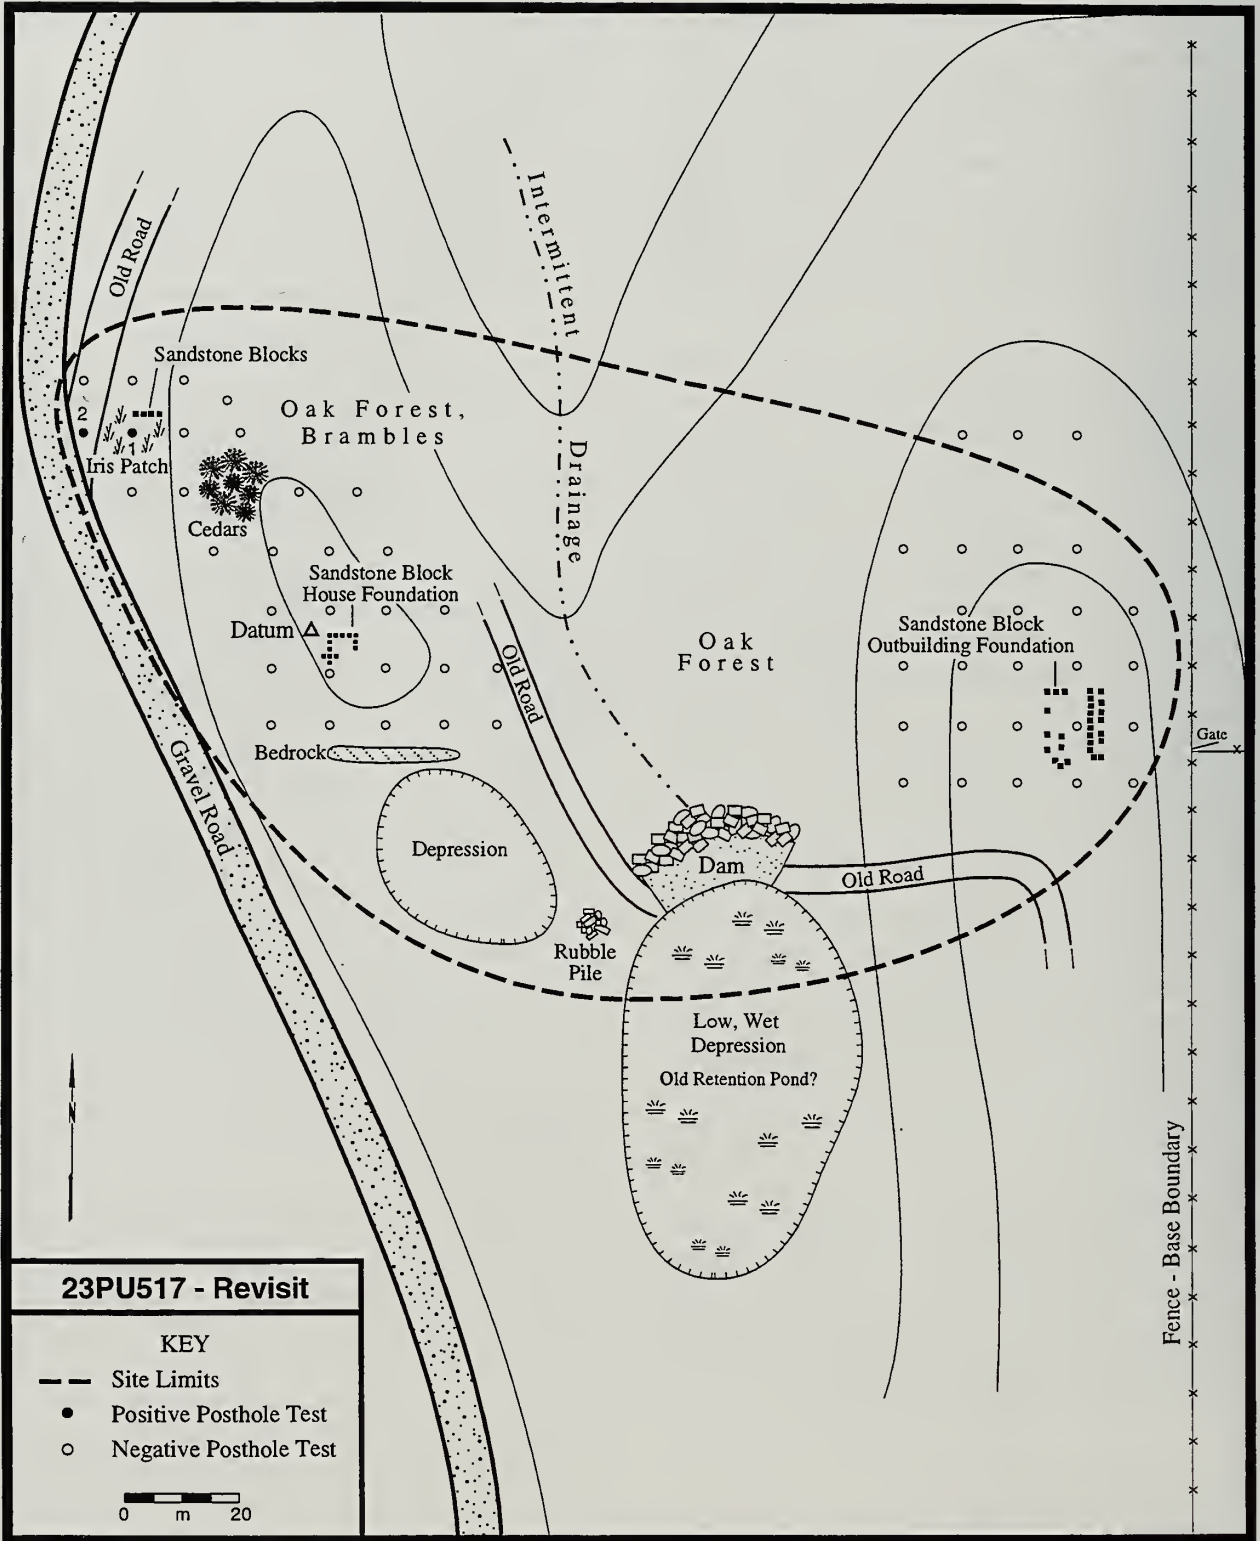 Intermittent
Drainage
Old Road
Sandstone Blocks
2
1
Iris Patch
Oak Forest,
Brambles
Cedars
Sandstone Block
House Foundation
Datum
Old Road
Oak
Forest
Sandstone Block
Outbuilding Foundation
Gate
x
Bedrock
Gravel Road
Depression
Dam
Old Road
Rubble
Pile
Low, Wet
Depression
Old Retention Pond?
N
Fence - Base Boundary
23PU517 - Revisit
KEY
Site Limits
Positive Posthole Test
Negative Posthole Test
0 m 20